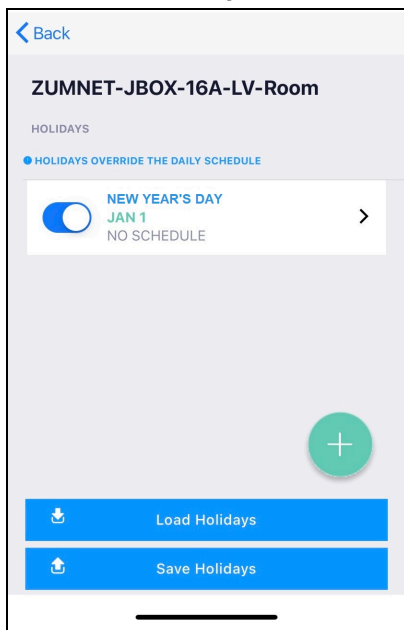 Back
ZUMNET-JBOX-16A-LV-Room
HOLIDAYS
HOLIDAYS OVERRIDE THE DAILY SCHEDULE
NEW YEAR'S DAY
JAN 1
NO SCHEDULE
Load Holidays
Save Holidays